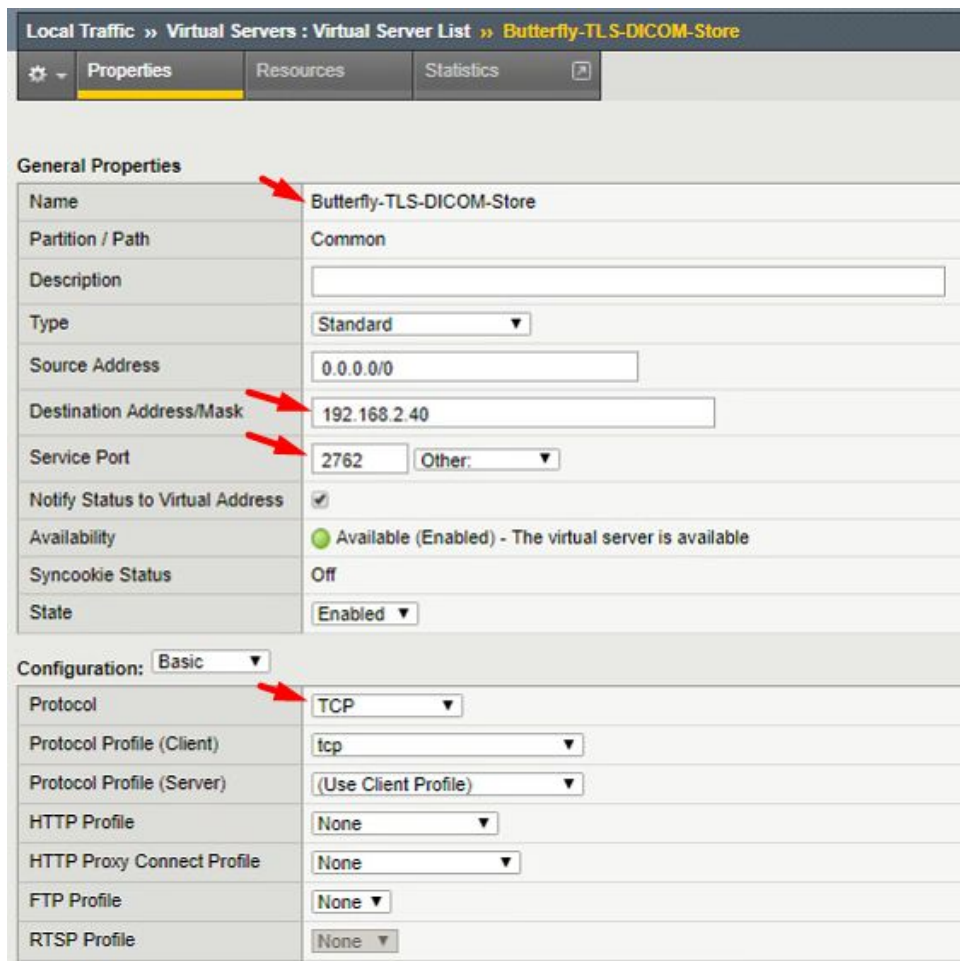 Local Traffic » Virtual Servers : Virtual Server List » Butterfly-TLS-DICOM-Store
Properties Resources Statistics
General Properties
Name Butterfly-TLS-DICOM-Store
Partition / Path Common
Description
Type Standard
Source Address 0.0.0.0/0
Destination Address/Mask 192.168.2.40
Service Port 2762 Other:
Notify Status to Virtual Address
Availability Available (Enabled) - The virtual server is available
Syncookie Status Off
State Enabled
Configuration: Basic
Protocol TCP
Protocol Profile (Client) tcp
Protocol Profile (Server) (Use Client Profile)
HTTP Profile None
HTTP Proxy Connect Profile None
FTP Profile None
RTSP Profile None